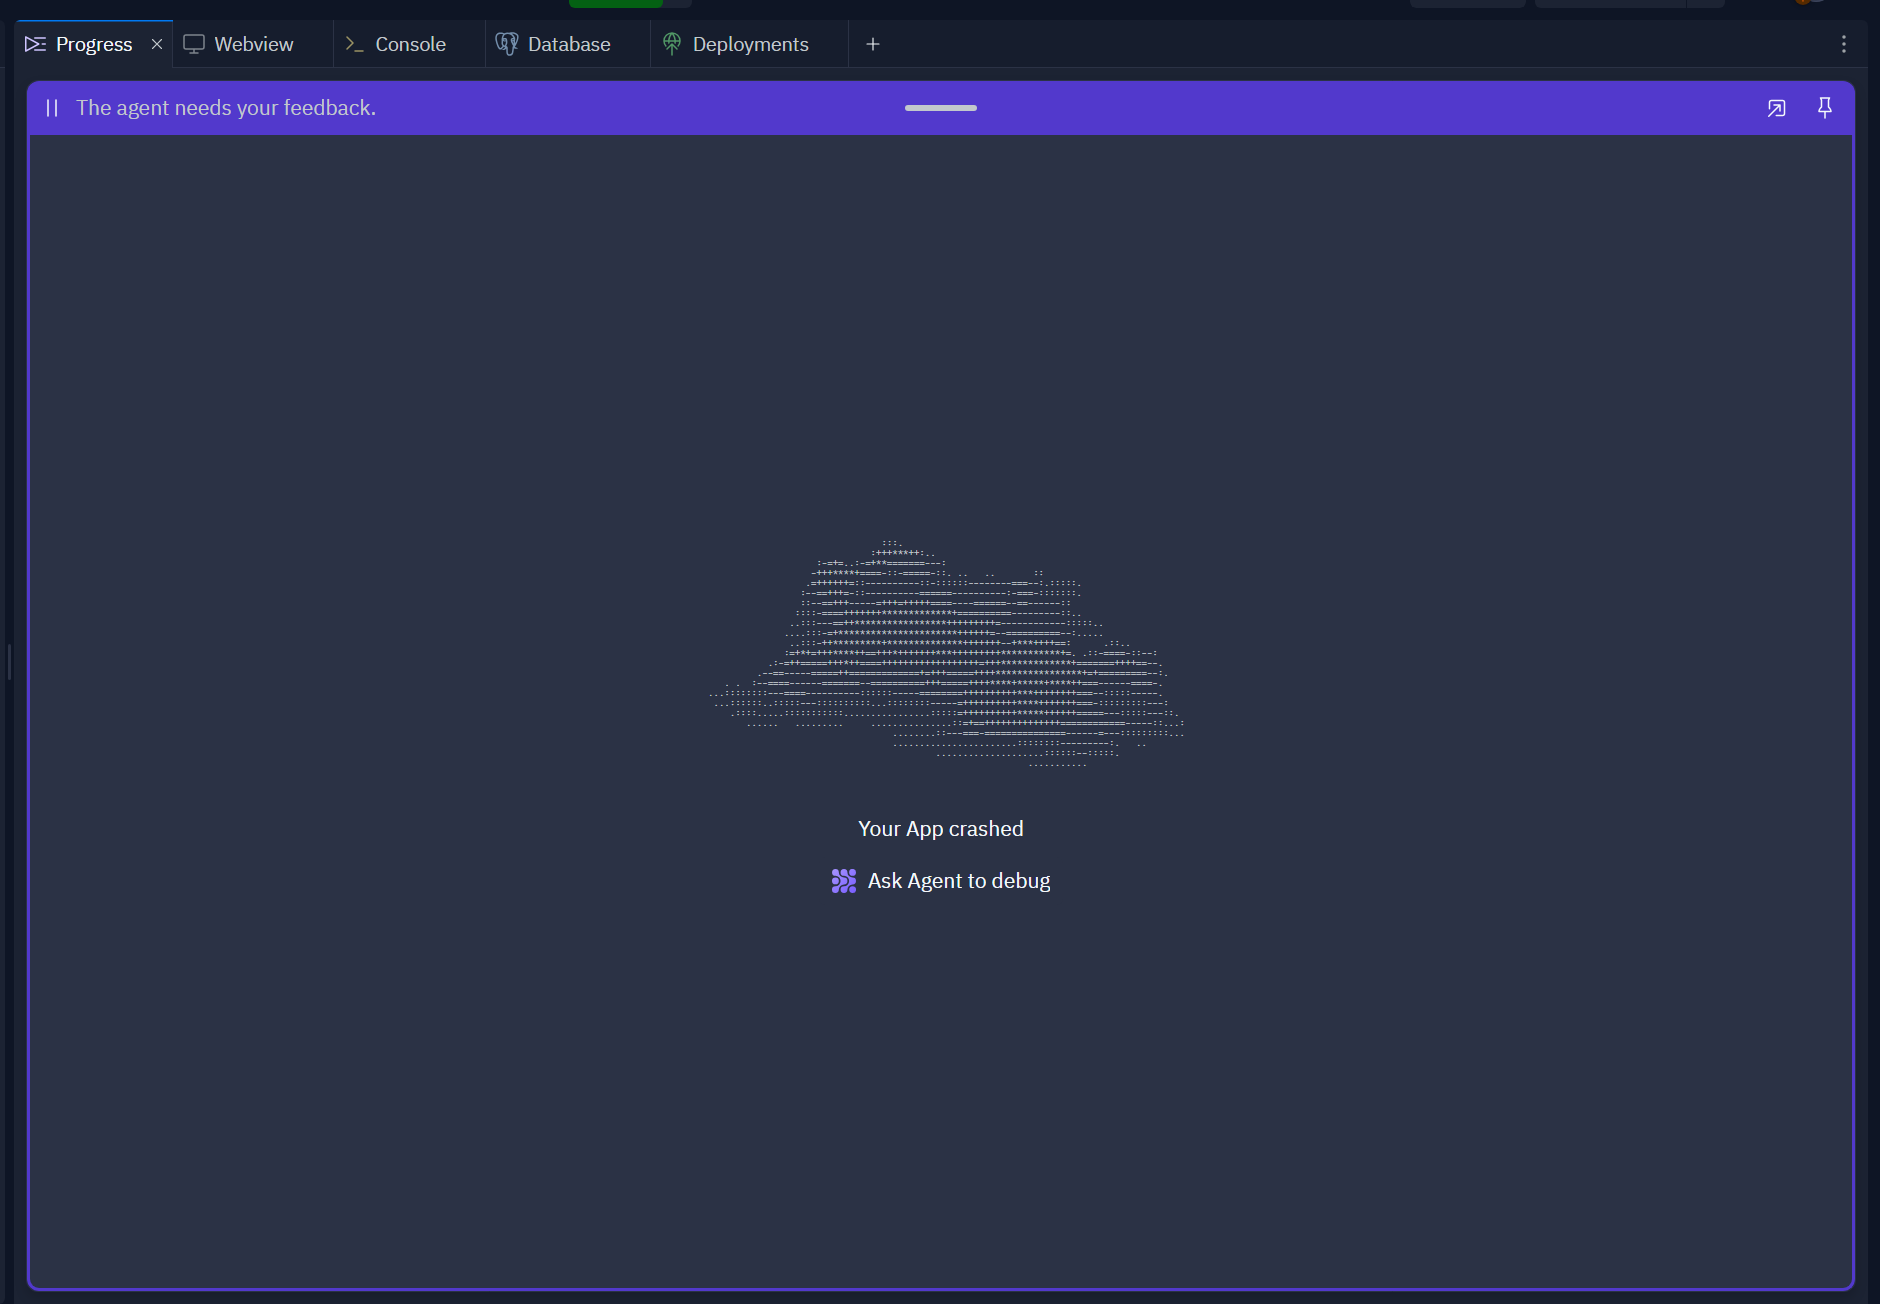 Progress
Webview
Console
Database
Deployments
The agent needs your feedback.
Your App crashed
Ask Agent to debug